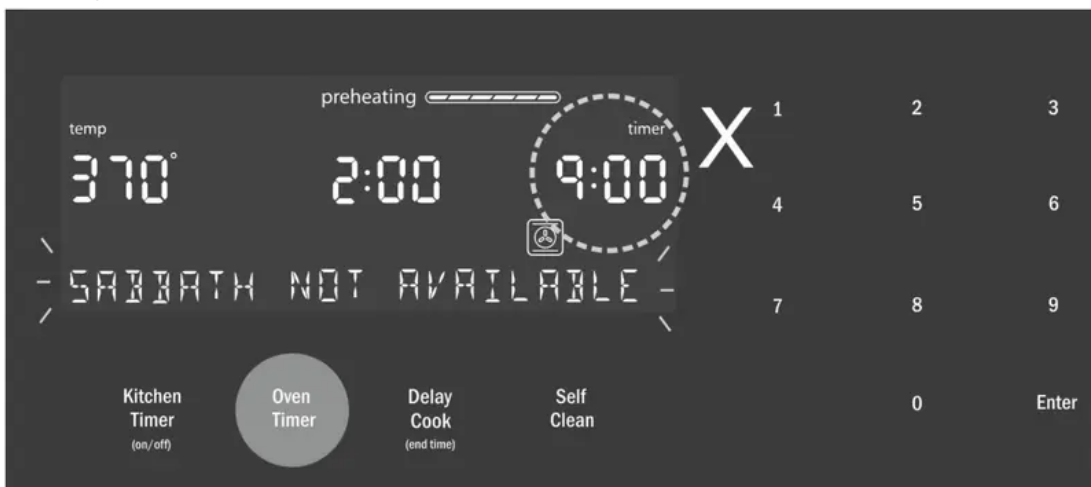 preheating
temp
timer
370°
2:00
9:00
X
SABBATH NOT AVAILABLE
1
2
3
4
5
6
7
8
9
0
Enter
Kitchen
Timer
(on/off)
Oven
Timer
Delay
Cook
(end time)
Self
Clean